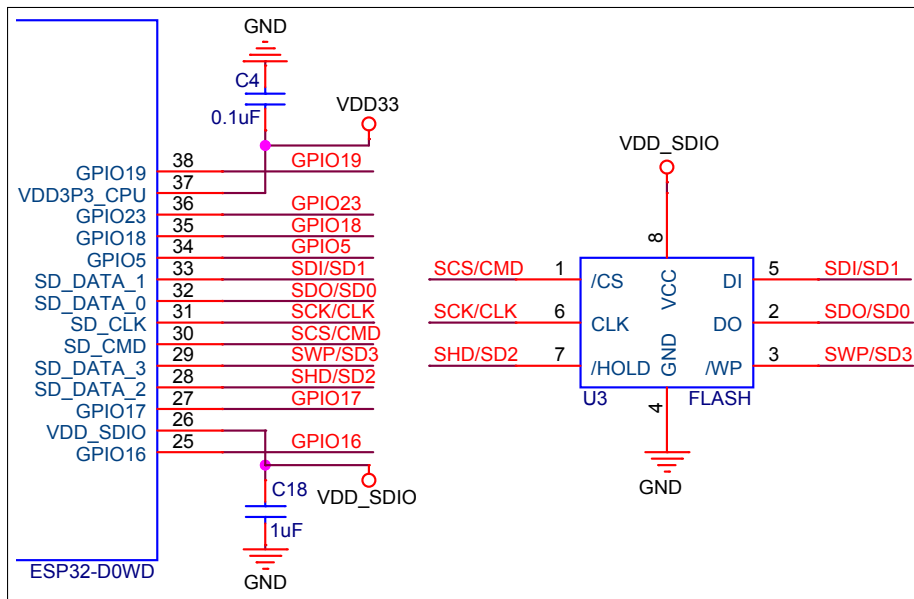 GND
C4
0.1uF
VDD33
GPIO19 38 GPIO19
VDD3P3_CPU 37
GPIO23 36 GPIO23
GPIO18 35 GPIO18
GPIO5 34 GPIO5
SD_DATA_1 33 SDI/SD1
SD_DATA_0 32 SDO/SD0
SD_CLK 31 SCK/CLK
SD_CMD 30 SCS/CMD
SD_DATA_3 29 SWP/SD3
SD_DATA_2 28 SHD/SD2
GPIO17 27 GPIO17
VDD_SDIO 26
GPIO16 25 GPIO16
VDD_SDIO
C18
1uF
GND
ESP32-D0WD
VDD_SDIO
8
VCC
SCS/CMD 1 /CS DI 5 SDI/SD1
SCK/CLK 6 CLK DO 2 SDO/SD0
SHD/SD2 7 /HOLD /WP 3 SWP/SD3
GND
U3 FLASH
4
GND